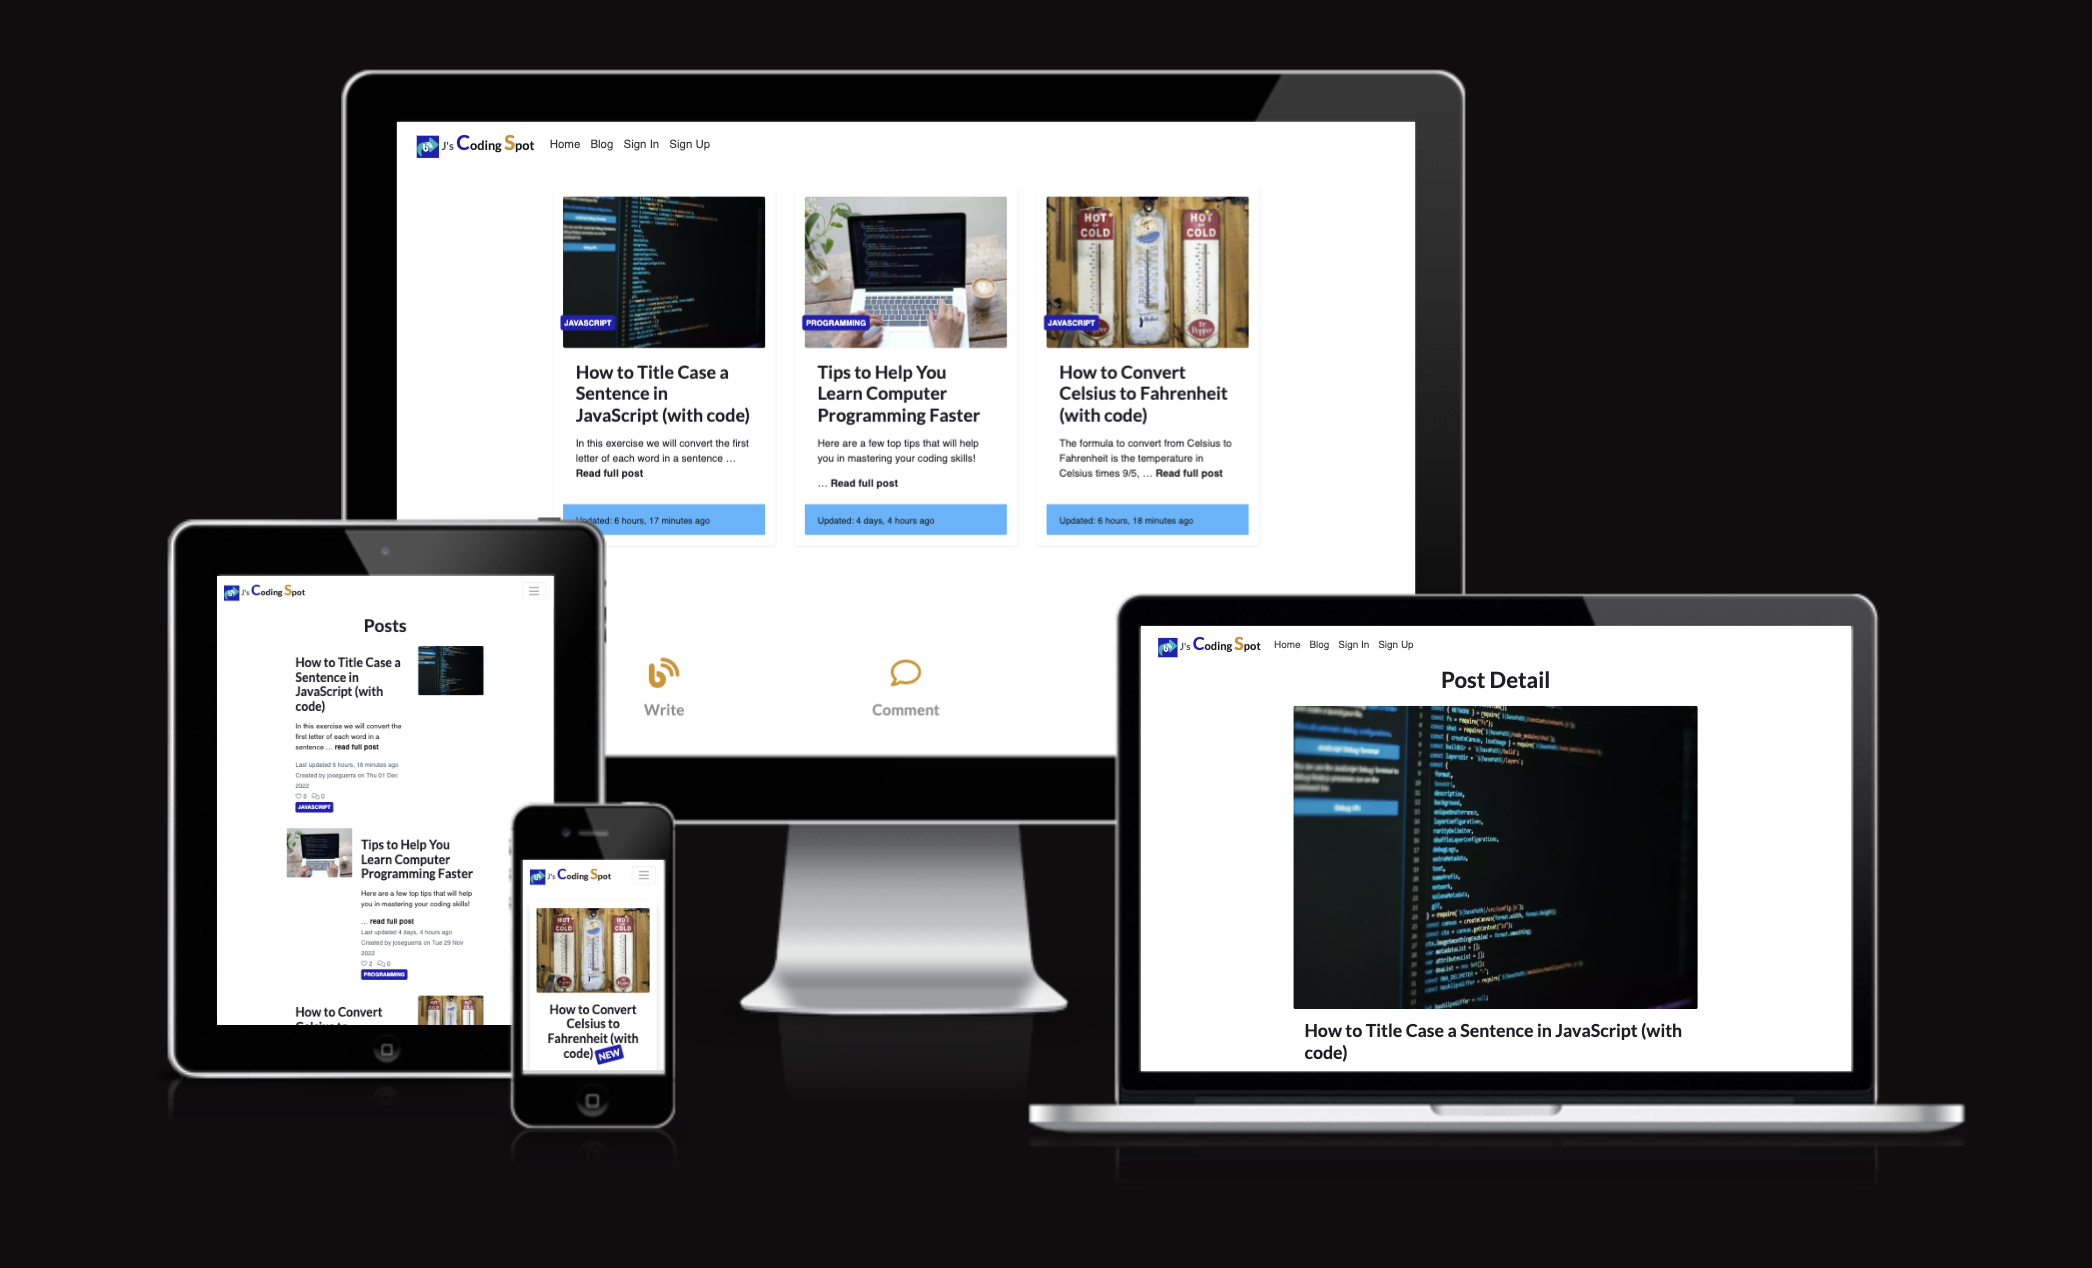 J's Coding Spot Home Blog Sign In Sign Up
JAVASCRIPT
How to Title Case a
Sentence in
JavaScript (with code)
In this exercise we will convert the first
letter of each word in a sentence ...
Read full post
Updated: 6 hours, 17 minutes ago
PROGRAMMING
Tips to Help You
Learn Computer
Programming Faster
Here are a few top tips that will help
you in mastering your coding skills!
... Read full post
Updated: 4 days, 4 hours ago
HOT
COLD
HOT
COLD
Dr Pepper
JAVASCRIPT
How to Convert
Celsius to Fahrenheit
(with code)
The formula to convert from Celsius to
Fahrenheit is the temperature in
Celsius times 9/5, ... Read full post
Updated: 6 hours, 18 minutes ago
Write
Comment
J's Coding Spot
Posts
How to Title Case a
Sentence in
JavaScript (with
code)
In this exercise we will convert the
first letter of each word in a
sentence ... read full post
Last updated 6 hours, 18 minutes ago
Created by joseguerra on Thu 01 Dec
2022
0 0
JAVASCRIPT
Tips to Help You
Learn Computer
Programming Faster
Here are a few top tips that will help
you in mastering your coding skills!
... read full post
Last updated 4 days, 4 hours ago
Created by joseguerra on Tue 29 Nov
2022
2 0
PROGRAMMING
How to Convert
J's Coding Spot
HOT
COLD
HOT
COLD
How to Convert
Celsius to
Fahrenheit (with
code) NEW
J's Coding Spot Home Blog Sign In Sign Up
Post Detail
How to Title Case a Sentence in JavaScript (with
code)